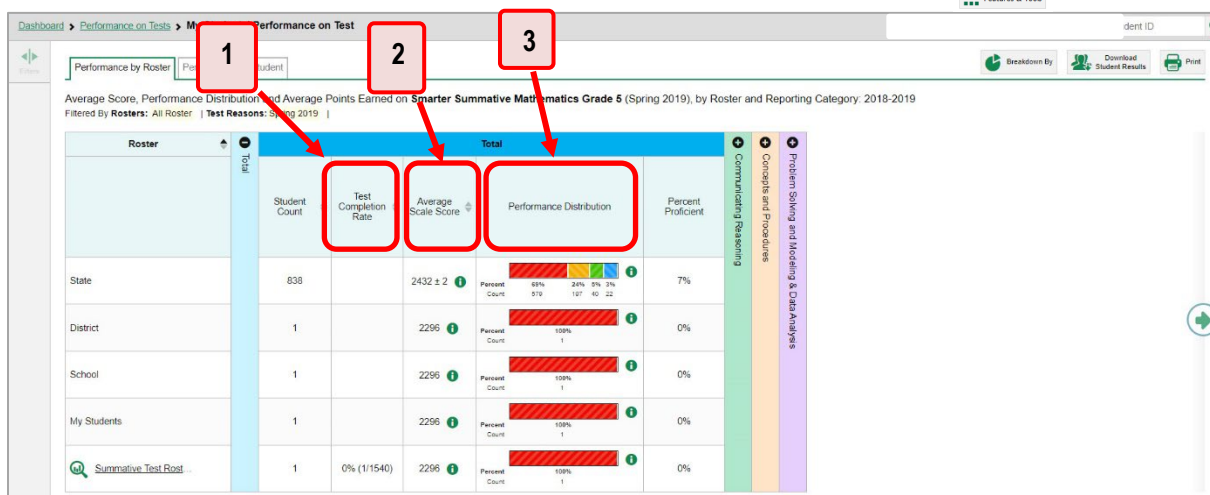 Dashboard > Performance on Tests > My
Performance on Test
dent ID
1
2
3
Filters
Performance by Roster
Pe
tudent
Breakdown By
Download
Student Results
Print
Average Score, Performance Distribution and Average Points Earned on Smarter Summative Mathematics Grade 5 (Spring 2019), by Roster and Reporting Category: 2018-2019
Filtered By Rosters: All Roster | Test Reasons: Spring 2019 |
Roster
Total
Total
Student
Count
Test
Completion
Rate
Average
Scale Score
Performance Distribution
Percent
Proficient
Communicating Reasoning
Concepts and Procedures
Problem Solving and Modeling & Data Analysis
State
838
2432 ± 2
Percent 69% 24% 5% 3%
Count 579 197 40 22
7%
District
1
2296
Percent 100%
Count 1
0%
School
1
2296
Percent 100%
Count 1
0%
My Students
1
2296
Percent 100%
Count 1
0%
Summative Test Rost...
1
0% (1/1540)
2296
Percent 100%
Count 1
0%